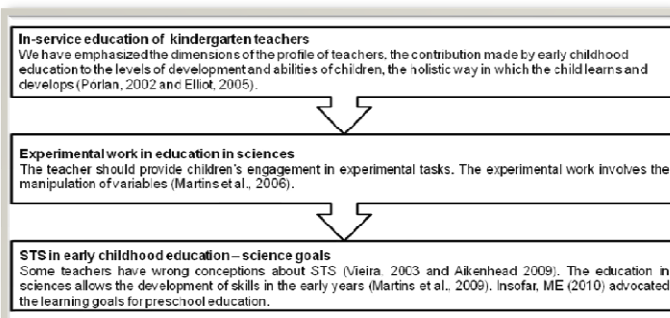 In-service education of kindergarten teachers
We have emphasized the dimensions of the profile of teachers, the contribution made by early childhood
education to the levels of development and abilities of children, the holistic way in which the child learns and
develops (Porlan, 2002 and Elliot, 2005).
Experimental work in education in sciences
The teacher should provide children's engagement in experimental tasks. The experimental work involves the
manipulation of variables (Martins et al., 2006).
STS in early childhood education – science goals
Some teachers have wrong conceptions about STS (Vieira, 2003 and Aikenhead 2009). The education in
sciences allows the development of skills in the early years (Martins et al., 2009). Insofar, ME (2010) advocated
the learning goals for preschool education.